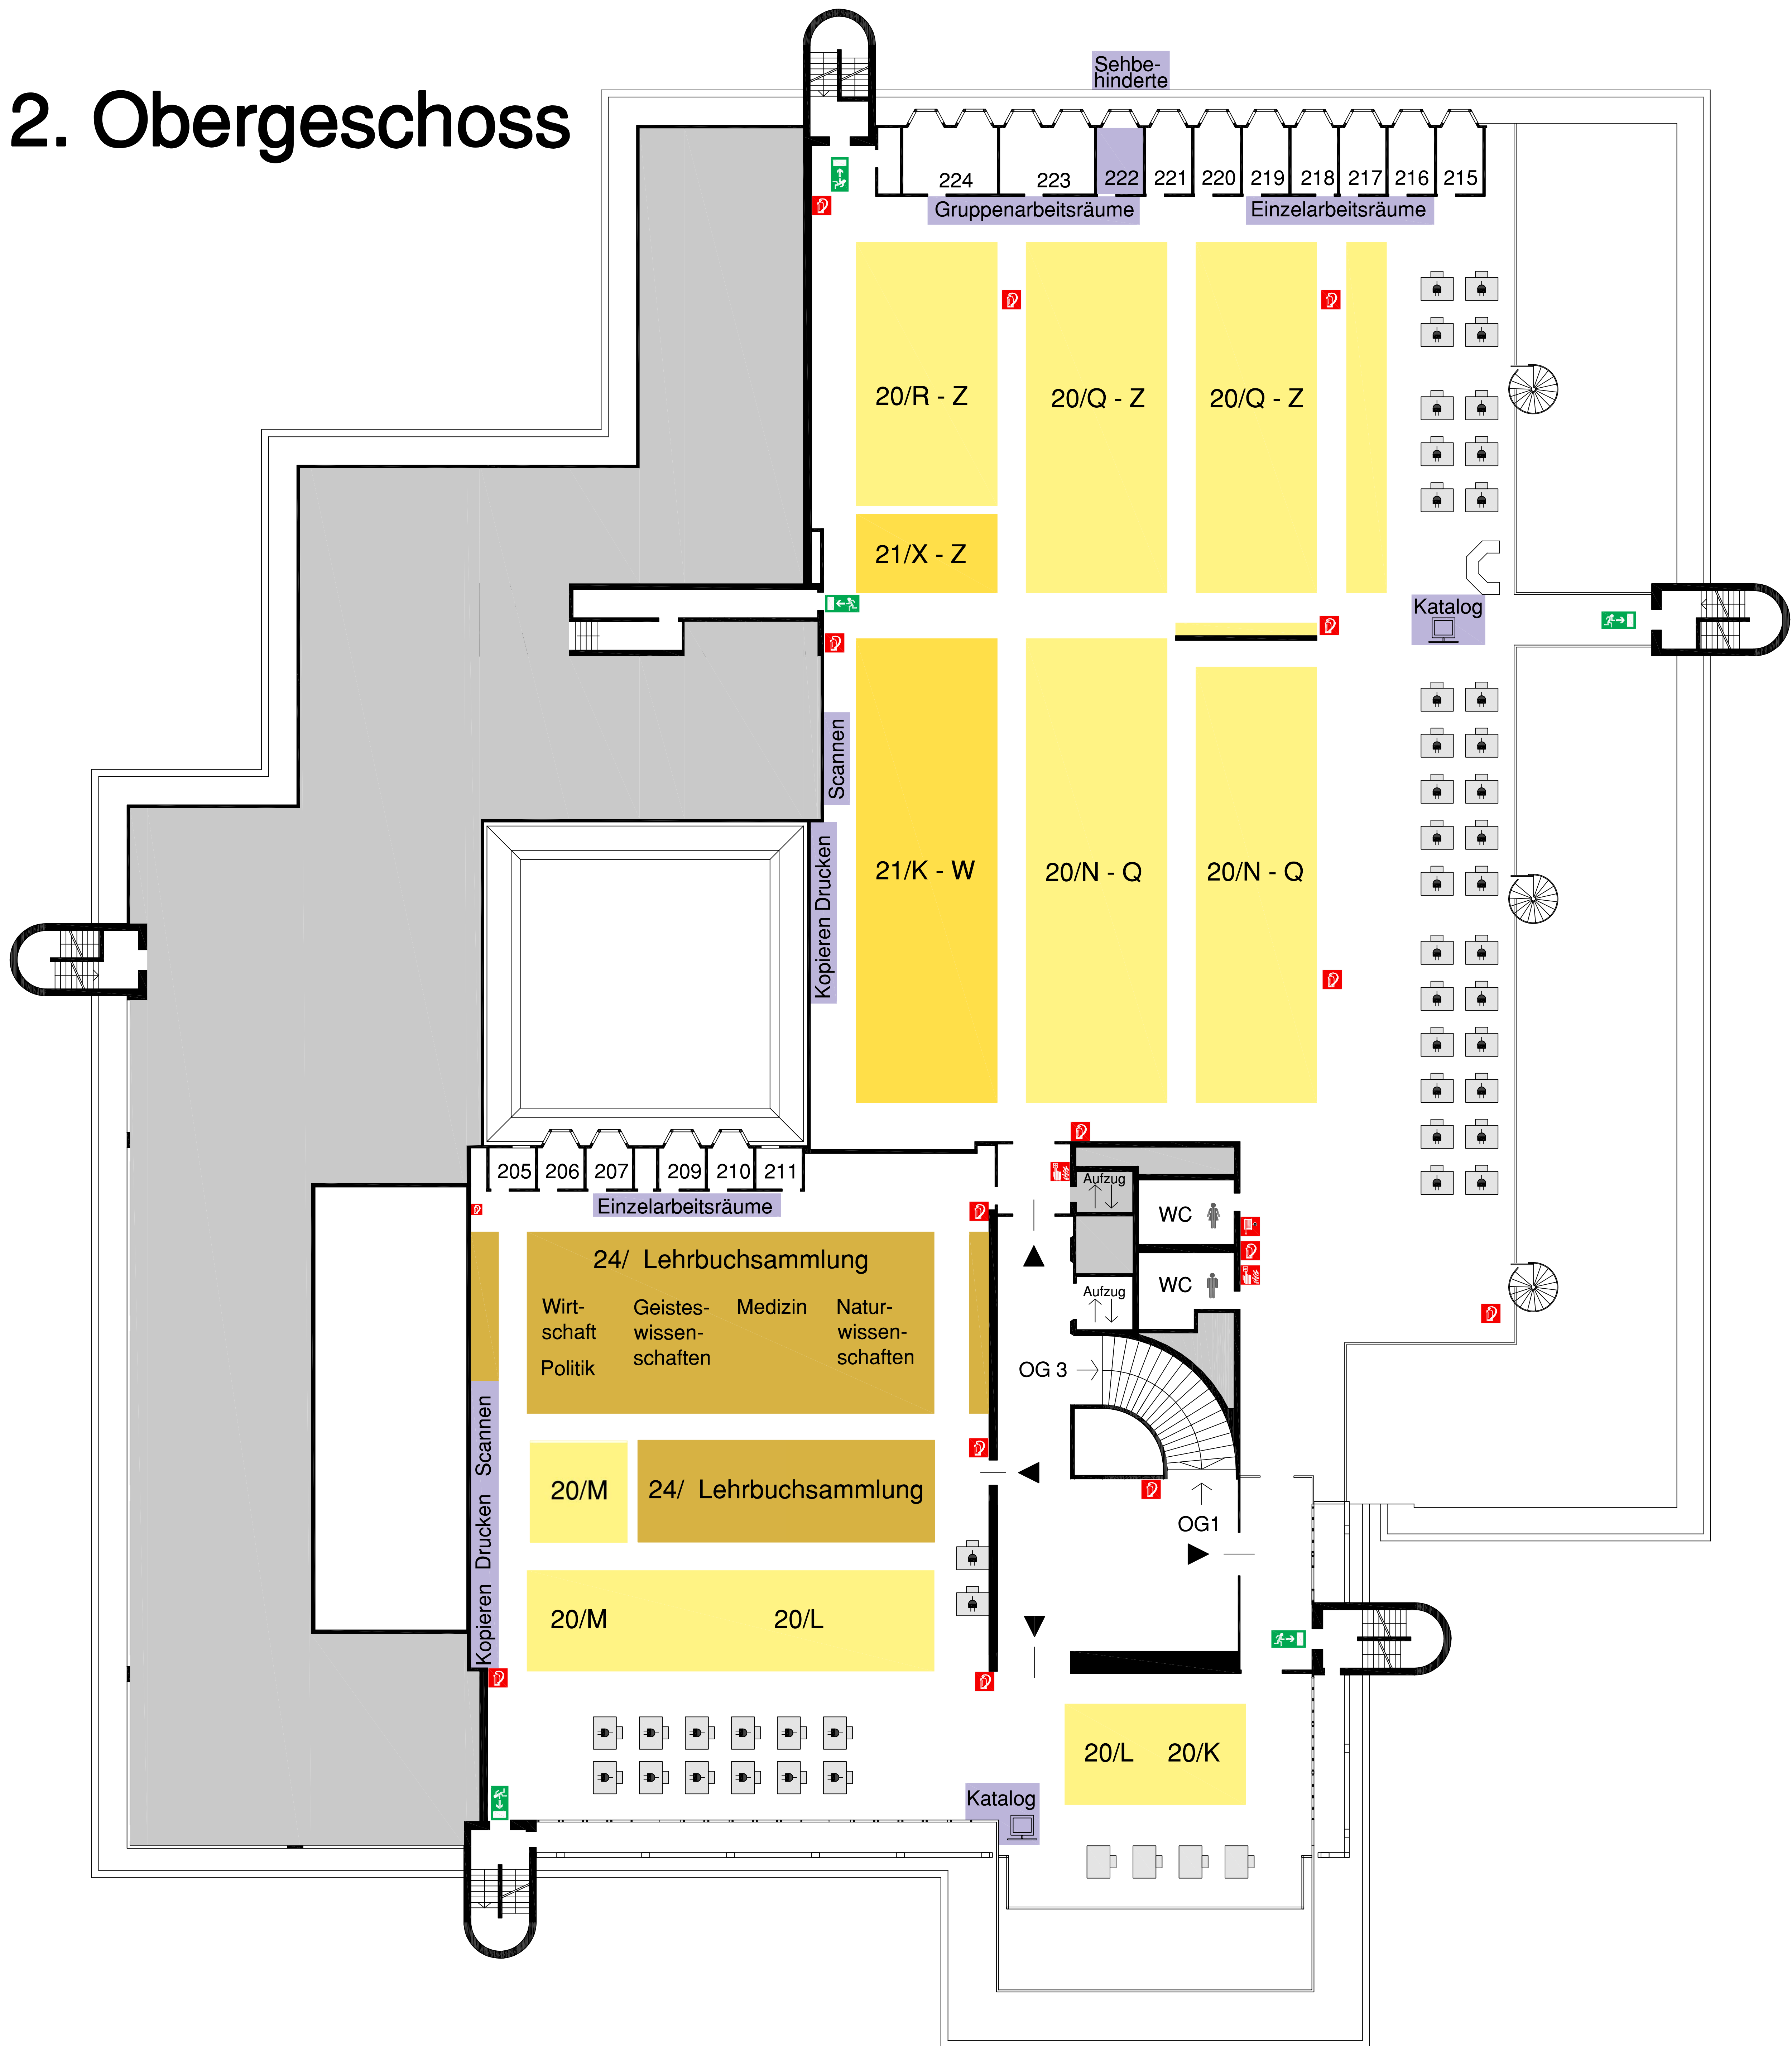 2. Obergeschoss
Sehbe-
hinderte
224
223
222
221
220
219
218
217
216
215
Gruppenarbeitsräume
Einzelarbeitsräume
20/R - Z
20/Q - Z
20/Q - Z
21/X - Z
Katalog
Scannen
Kopieren Drucken
21/K - W
20/N - Q
20/N - Q
205
206
207
209
210
211
Einzelarbeitsräume
Aufzug
WC
WC
Aufzug
24/ Lehrbuchsammlung
Wirt-
schaft
Politik
Geistes-
wissen-
schaften
Medizin
Natur-
wissen-
schaften
OG 3
Kopieren Drucken Scannen
20/M
24/ Lehrbuchsammlung
OG1
20/M
20/L
20/L
20/K
Katalog